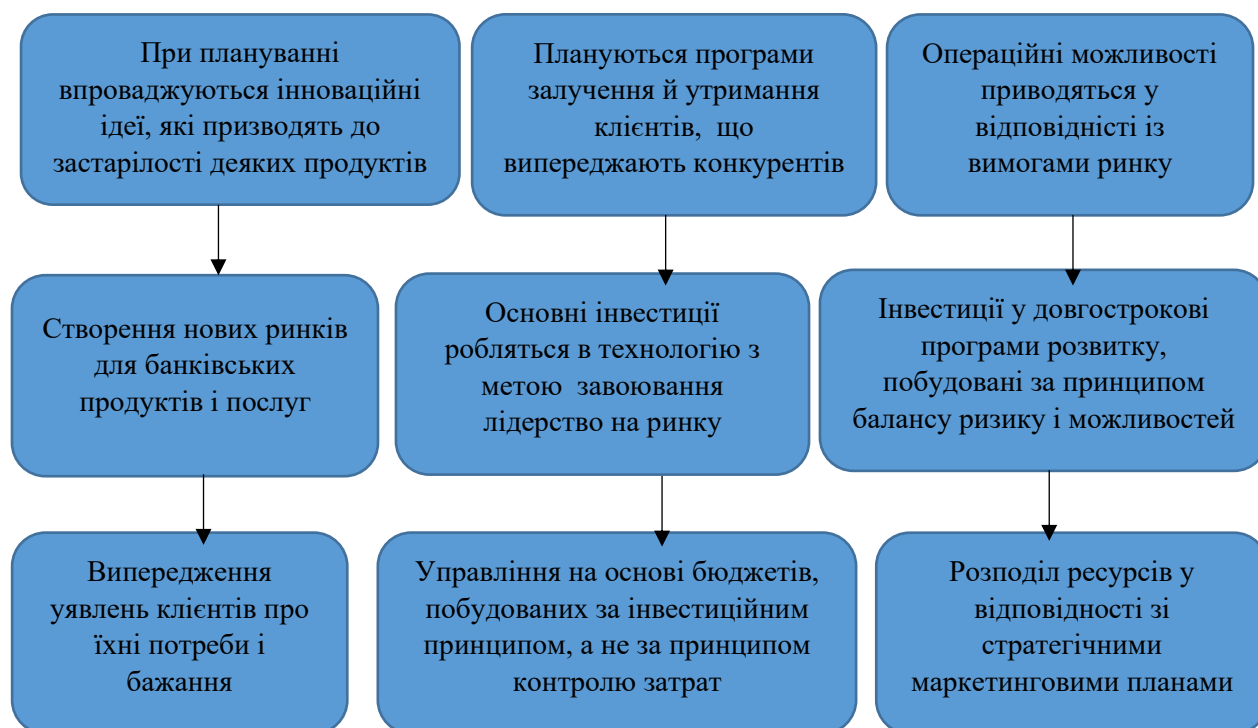 При плануванні
впроваджуються інноваційні
ідеї, які призводять до
застарілості деяких продуктів
Плануються програми
залучення й утримання
клієнтів, що
випереджають конкурентів
Операційні можливості
приводяться у
відповідністі із
вимогами ринку
Створення нових ринків
для банківських
продуктів і послуг
Основні інвестиції
робляться в технологію з
метою завоювання
лідерство на ринку
Інвестиції у довгострокові
програми розвитку,
побудовані за принципом
балансу ризику і можливостей
Випередження
уявлень клієнтів про
їхні потреби і
бажання
Управління на основі бюджетів,
побудованих за інвестиційним
принципом, а не за принципом
контролю затрат
Розподіл ресурсів у
відповідності зі
стратегічними
маркетинговими планами